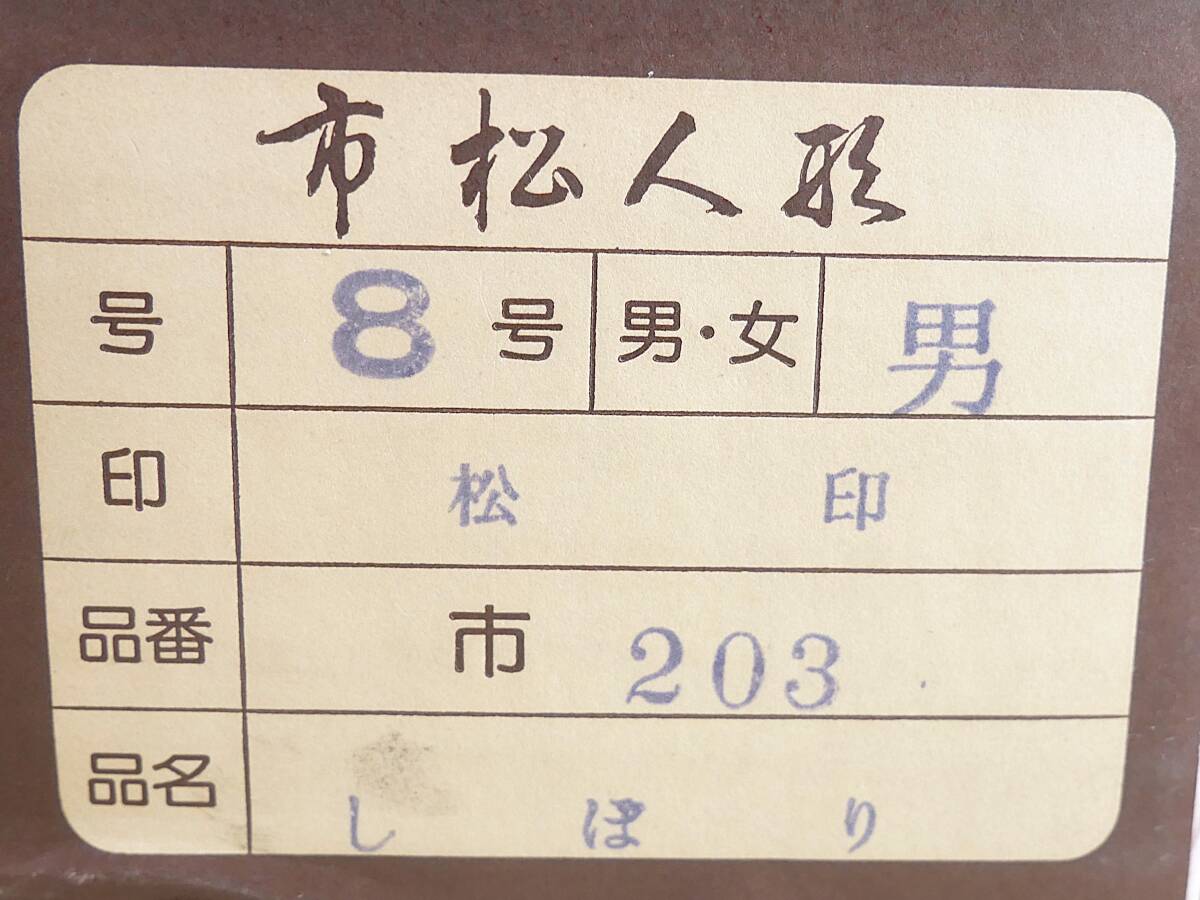 市松人形
号 8号 男・女 男
印 松印
品番 市 203
品名 しぼり